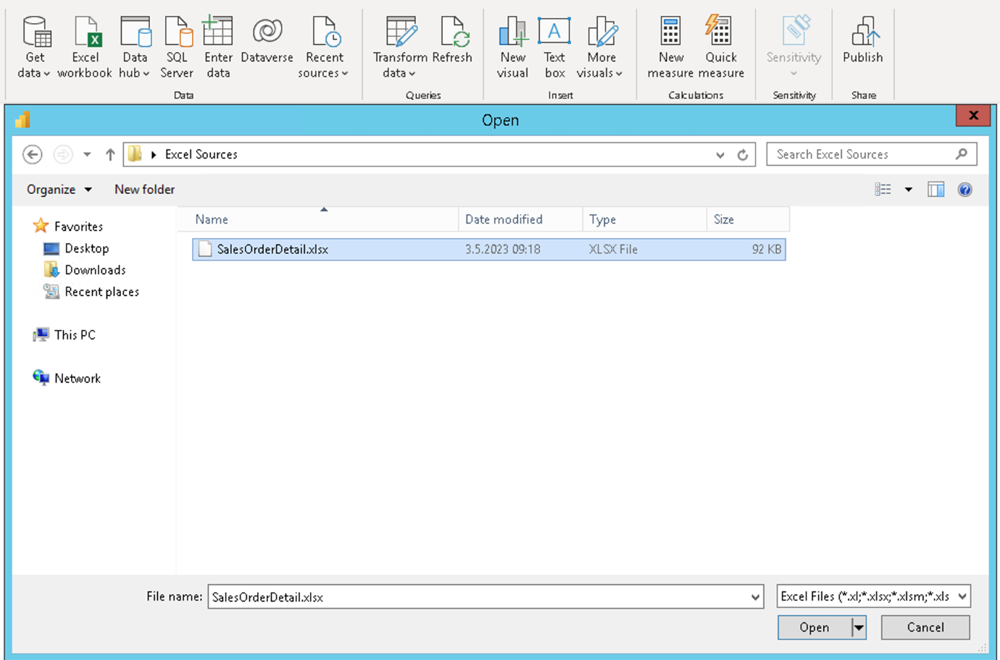 Get data
Excel workbook
Data hub
SQL Server
Enter data
Dataverse
Recent sources
Transform data
Refresh
New visual
Text box
More visuals
New measure
Quick measure
Sensitivity
Publish
Data
Queries
Insert
Calculations
Sensitivity
Share
Open
x
Excel Sources
Search Excel Sources
Organize
New folder
Name
Date modified
Type
Size
Favorites
Desktop
Downloads
Recent places
This PC
Network
SalesOrderDetail.xlsx
3.5.2023 09:18
XLSX File
92 KB
File name:
SalesOrderDetail.xlsx
Excel Files (*.xl;*.xlsx;*.xlsm;*.xls
Open
Cancel